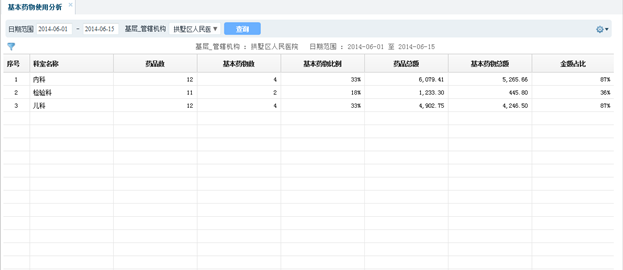 基本药物使用分析
日期范围 2014-06-01 - 2014-06-15 基层_管辖机构 拱墅区人民医 查询
基层_管辖机构 : 拱墅区人民医院 日期范围 : 2014-06-01 至 2014-06-15
序号 科室名称 药品数 基本药物数 基本药物比例 药品总额 基本药物总额 金额占比
1 内科 12 4 33% 6,079.41 5,265.66 87%
2 检验科 11 2 18% 1,233.30 445.80 36%
3 儿科 12 4 33% 4,902.75 4,246.50 87%